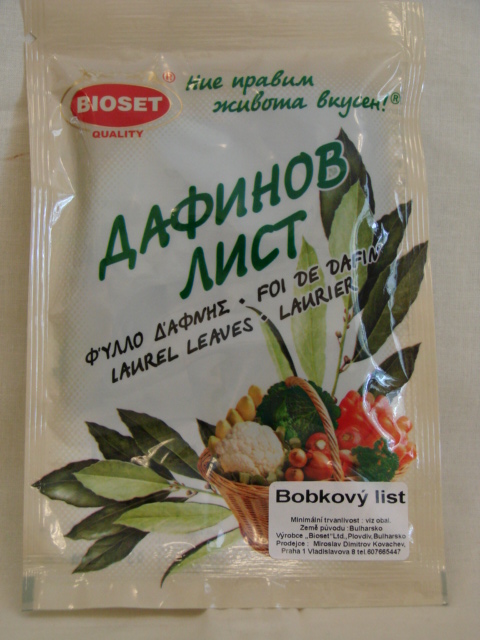 BIOSET
QUALITY
®
Ние правим
живота вкусен!®
ДАФИНОВ
ЛИСТ
ΦΎΛΛΟ ΔΆΦΝΗΣ • FOI DE DAFIN
LAUREL LEAVES • LAURIER
Bobkový list
Minimální trvanlivost : viz obal.
Země původu : Bulharsko
Výrobce „Bioset“Ltd.,Plovdiv,Bulharsko
Prodejce : Miroslav Dimitrov Kovachev,
Praha 1 Vladislavova 8 tel.607665447